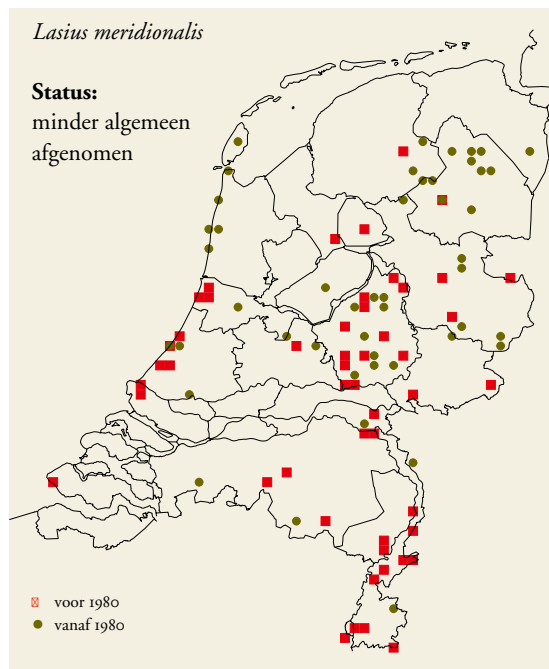 Lasius meridionalis
Status:
minder algemeen
afgenomen
voor 1980
vanaf 1980